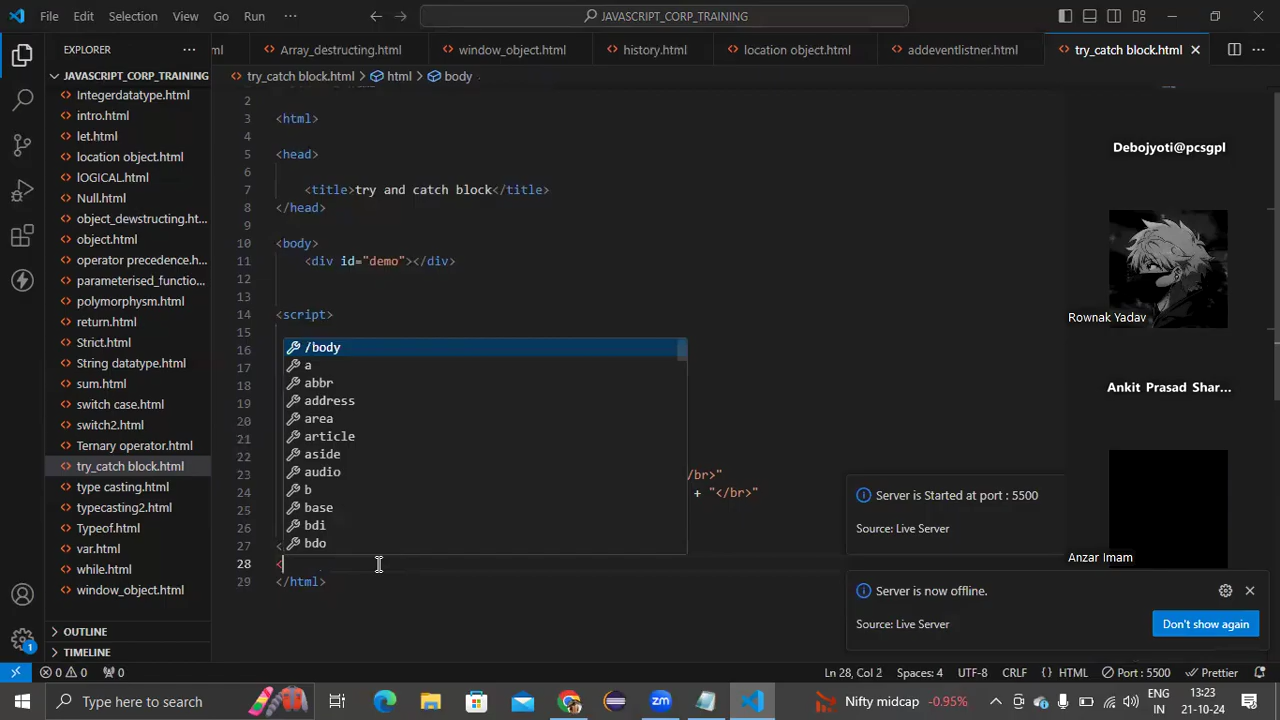 File Edit Selection View Go Run ··· JAVASCRIPT_CORP_TRAINING
EXPLORER ···
ml Array_destructing.html window_object.html history.html location object.html addeventlistner.html try_catch block.html
JAVASCRIPT_CORP_TRAINING
try_catch block.html > html > body
Integerdatatype.html
intro.html
let.html
location object.html
lOGICAL.html
Null.html
object_dewstructing.ht...
object.html
operator precedence.h...
parameterised_functio...
polymorphysm.html
return.html
Strict.html
String datatype.html
sum.html
switch case.html
switch2.html
Ternary operator.html
try_catch block.html
type casting.html
typecasting2.html
Typeof.html
var.html
while.html
window_object.html
OUTLINE
TIMELINE
2
3 <html>
4
5 <head>
6
7 <title>try and catch block</title>
8 </head>
9
10 <body>
11 <div id="demo"></div>
12
13
14 <script>
15
16 /body
17 a
18 abbr
19 address
20 area
21 article
22 aside
23 audio /br>"
24 b + "</br>"
25 base
26 bdi
27 < bdo
28 <
29 </html>
Debojyoti@pcsgpl
Rownak Yadav
Ankit Prasad Shar...
Anzar Imam
Server is Started at port : 5500
Source: Live Server
Server is now offline.
Source: Live Server
Don't show again
0 0 0 Ln 28, Col 2 Spaces: 4 UTF-8 CRLF {} HTML Port : 5500 Prettier
1
Type here to search Nifty midcap -0.95% ENG IN 13:23 21-10-24